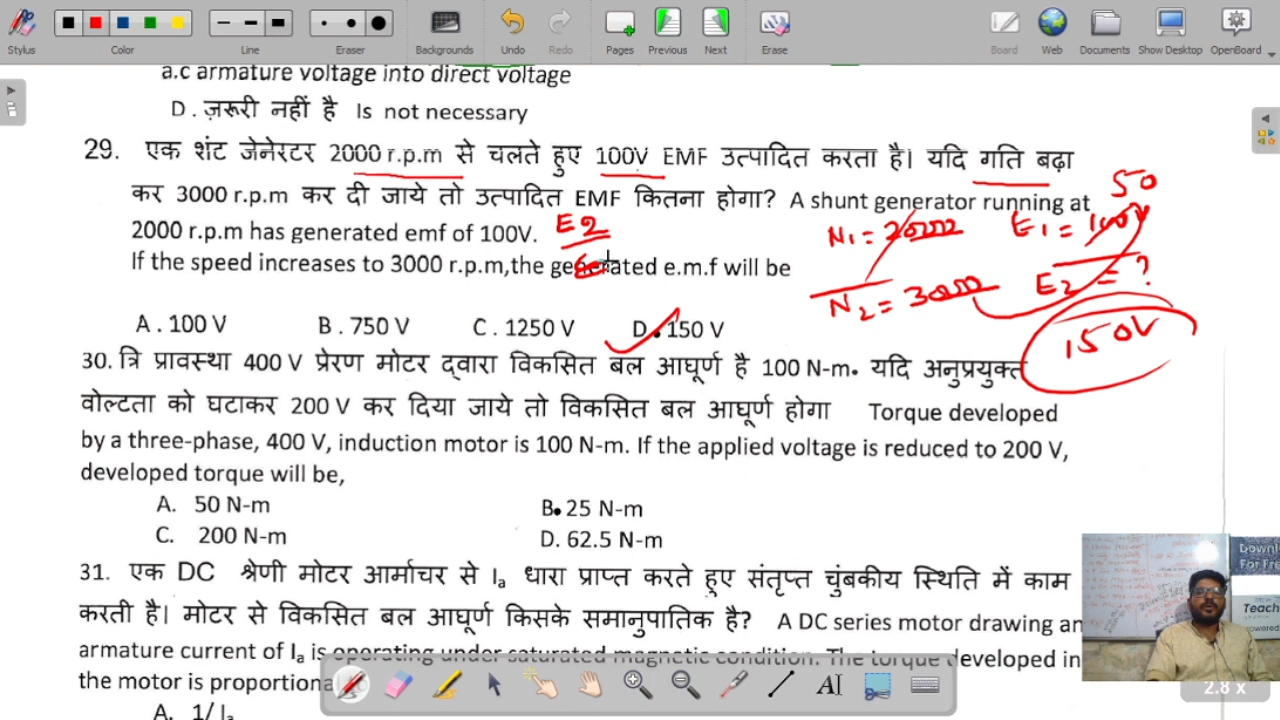 Stylus Color Line Eraser Backgrounds Undo Redo Pages Previous Next Erase Board Web Documents Show Desktop OpenBoard
a.c armature voltage into direct voltage
D . ज़रूरी नहीं है Is not necessary
29. एक शंट जेनेरटर 2000 r.p.m से चलते हुए 100V EMF उत्पादित करता है। यदि गति बढ़ा
कर 3000 r.p.m कर दी जाये तो उत्पादित EMF कितना होगा? A shunt generator running at
2000 r.p.m has generated emf of 100V.
If the speed increases to 3000 r.p.m,the generated e.m.f will be
E2
50
N1 = 2000 E1 = 100V
N2 = 3000 E2 = ?
150V
A . 100 V B . 750 V C . 1250 V D . 150 V
30. त्रि प्रावस्था 400 V प्रेरण मोटर द्वारा विकसित बल आघूर्ण है 100 N-m. यदि अनुप्रयुक्त
वोल्टता को घटाकर 200 V कर दिया जाये तो विकसित बल आघूर्ण होगा Torque developed
by a three-phase, 400 V, induction motor is 100 N-m. If the applied voltage is reduced to 200 V,
developed torque will be,
A. 50 N-m B. 25 N-m
C. 200 N-m D. 62.5 N-m
31. एक DC श्रेणी मोटर आर्माचर से Ia धारा प्राप्त करते हूए संतृप्त चुंबकीय स्थिति में काम
करती है। मोटर से विकसित बल आघूर्ण किसके समानुपातिक है? A DC series motor drawing an
armature current of Ia is operating under saturated magnetic condition. The torque developed in
the motor is proportiona
A. 1/ Ia
Downl
For Fre
Teach
owered
2.8 x